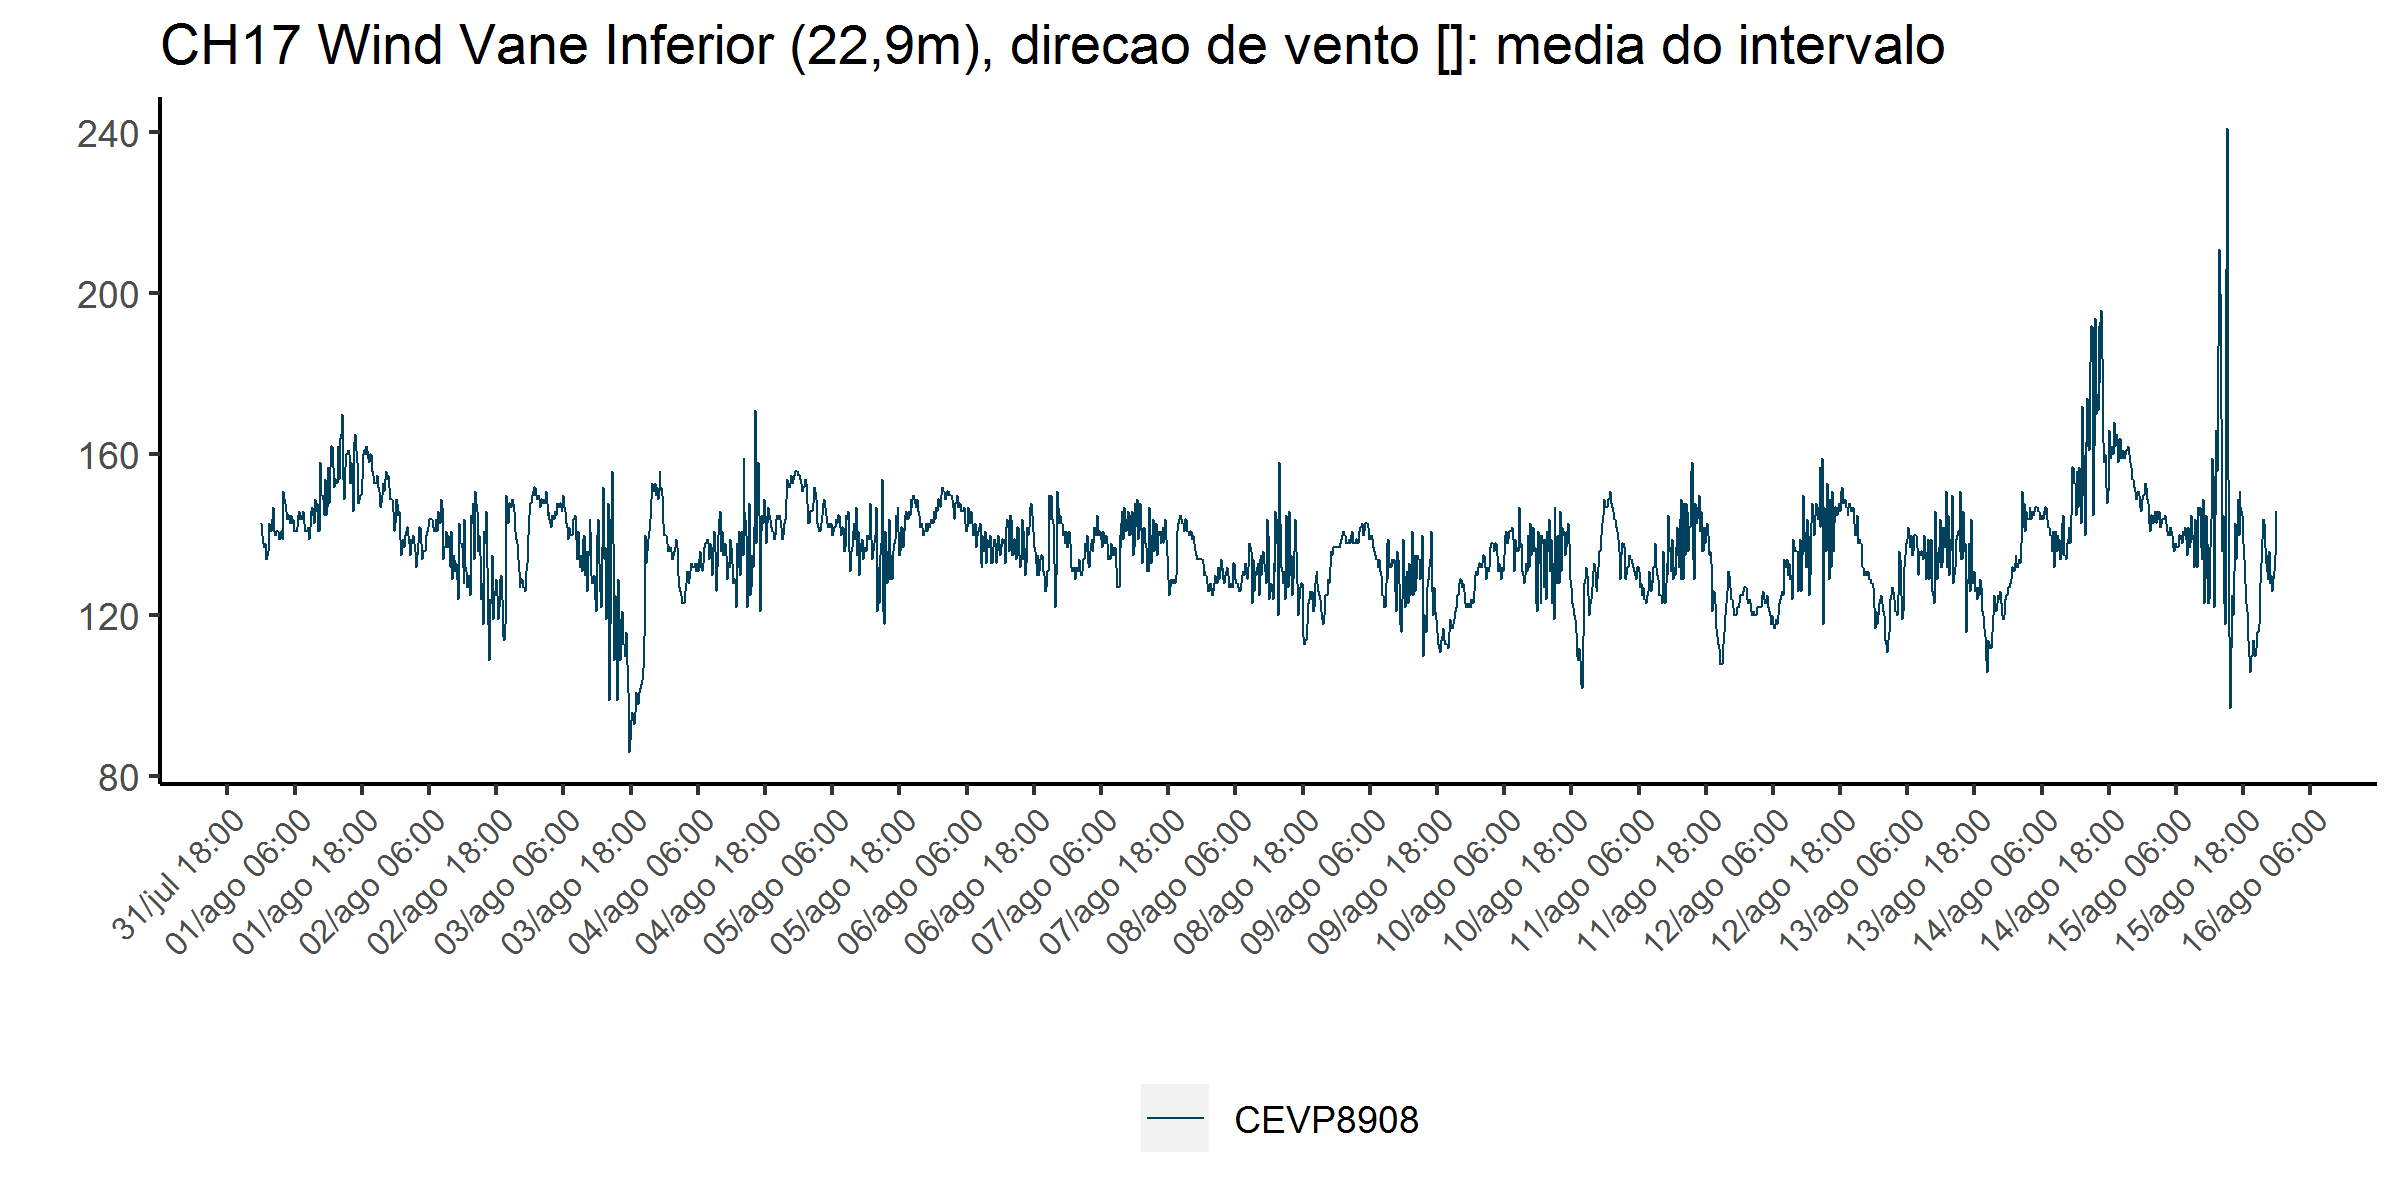 CH17 Wind Vane Inferior (22,9m), direcao de vento []: media do intervalo
240
200
160
120
80
31/jul 18:00
01/ago 06:00
01/ago 18:00
02/ago 06:00
02/ago 18:00
03/ago 06:00
03/ago 18:00
04/ago 06:00
04/ago 18:00
05/ago 06:00
05/ago 18:00
06/ago 06:00
06/ago 18:00
07/ago 06:00
07/ago 18:00
08/ago 06:00
08/ago 18:00
09/ago 06:00
09/ago 18:00
10/ago 06:00
10/ago 18:00
11/ago 06:00
11/ago 18:00
12/ago 06:00
12/ago 18:00
13/ago 06:00
13/ago 18:00
14/ago 06:00
14/ago 18:00
15/ago 06:00
15/ago 18:00
16/ago 06:00
CEVP8908